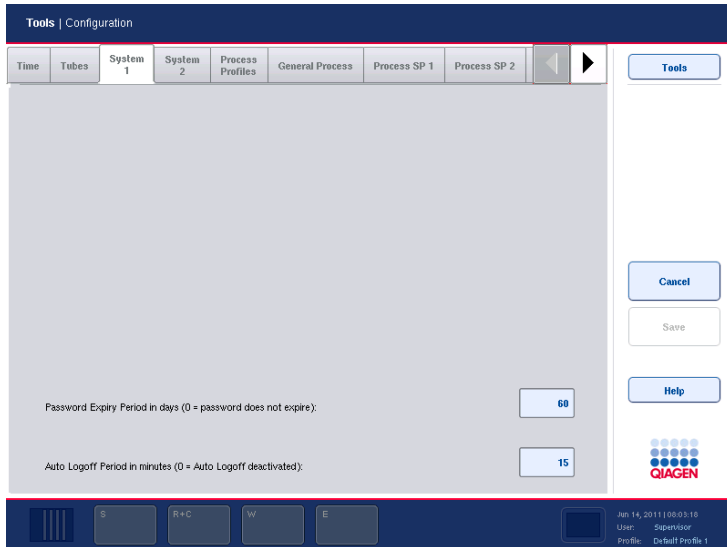 Tools | Configuration
Time
Tubes
System 1
System 2
Process Profiles
General Process
Process SP 1
Process SP 2
Tools
Cancel
Save
Help
Password Expiry Period in days (0 = password does not expire):
60
Auto Logoff Period in minutes (0 = Auto Logoff deactivated):
15
QIAGEN
S
R+C
W
E
Jun 14, 2011 | 08:03:18
User: Supervisor
Profile: Default Profile 1